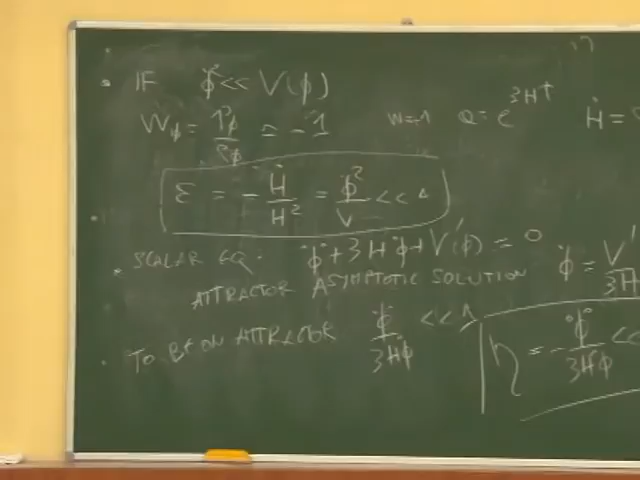 IF φ̇² << V(φ)
W_φ = P_φ/ρ_φ = -1    W=-1    a = e^{3Ht}    Ḣ =
ε = - Ḣ/H² = φ̇²/V << 1
SCALAR EQ. φ̈ + 3Hφ̇ + V'(φ) = 0    φ̇ = V'/3H
ATTRACTOR ASYMPTOTIC SOLUTION
TO BE ON ATTRACTOR φ̈/3Hφ̇ << 1    η = - φ̈/3Hφ̇ <<